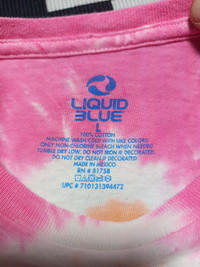 LIQUID
BLUE
L
100% COTTON
MACHINE WASH COLD WITH LIKE COLORS
ONLY NON-CHLORINE BLEACH WHEN NEEDED
TUMBLE DRY LOW. DO NOT IRON IF DECORATED
DO NOT DRY CLEAN IF DECORATED
MADE IN MEXICO
RN # 81758
UPC # 710131394472